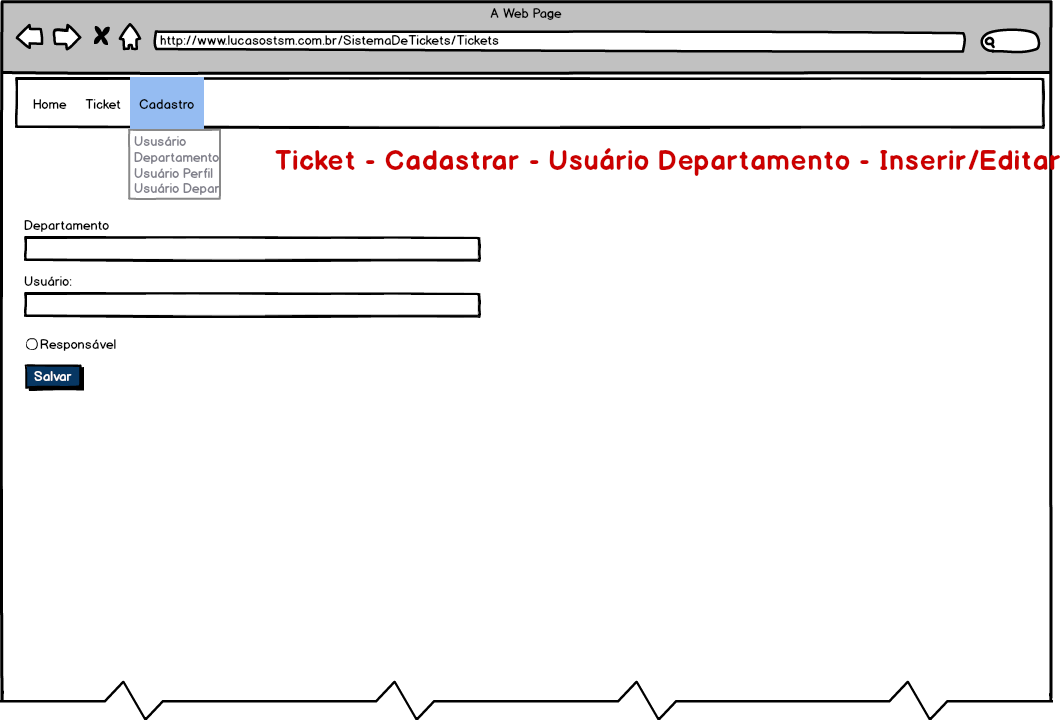 A Web Page
http://www.lucasostsm.com.br/SistemaDeTickets/Tickets
Home Ticket Cadastro
Ususário
Departamento
Usuário Perfil
Usuário Depar
Ticket - Cadastrar - Usuário Departamento - Inserir/Editar
Departamento
Usuário:
Responsável
Salvar